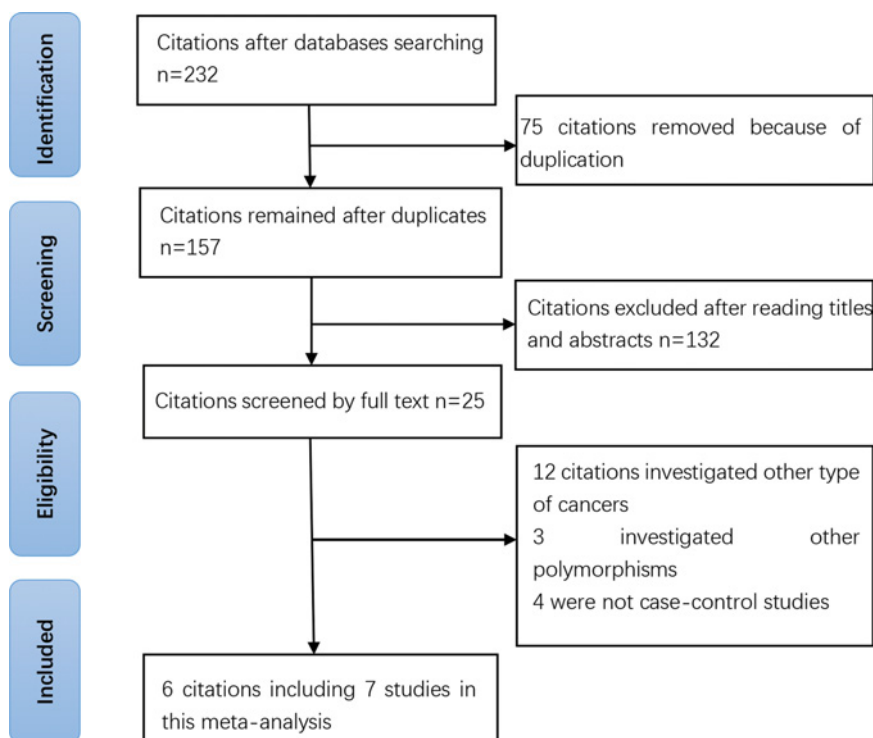 Identification
Citations after databases searching
n=232
75 citations removed because of
duplication
Screening
Citations remained after duplicates
n=157
Citations excluded after reading titles
and abstracts n=132
Eligibility
Citations screened by full text n=25
12 citations investigated other type
of cancers
3 investigated other
polymorphisms
4 were not case-control studies
Included
6 citations including 7 studies in
this meta-analysis